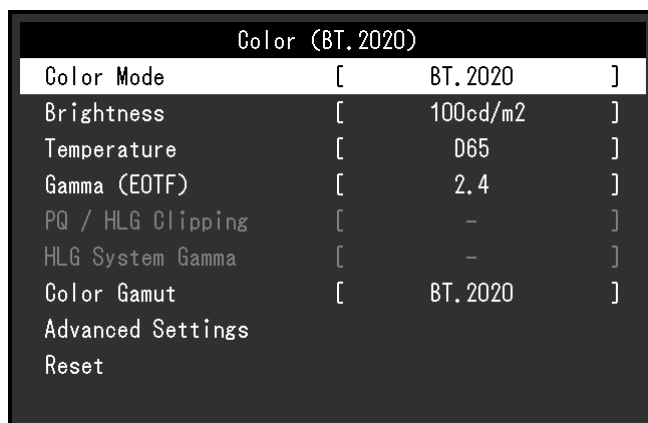 Color (BT.2020)
Color Mode [ BT.2020 ]
Brightness [ 100cd/m2 ]
Temperature [ D65 ]
Gamma (EOTF) [ 2.4 ]
PQ / HLG Clipping [ – ]
HLG System Gamma [ – ]
Color Gamut [ BT.2020 ]
Advanced Settings
Reset